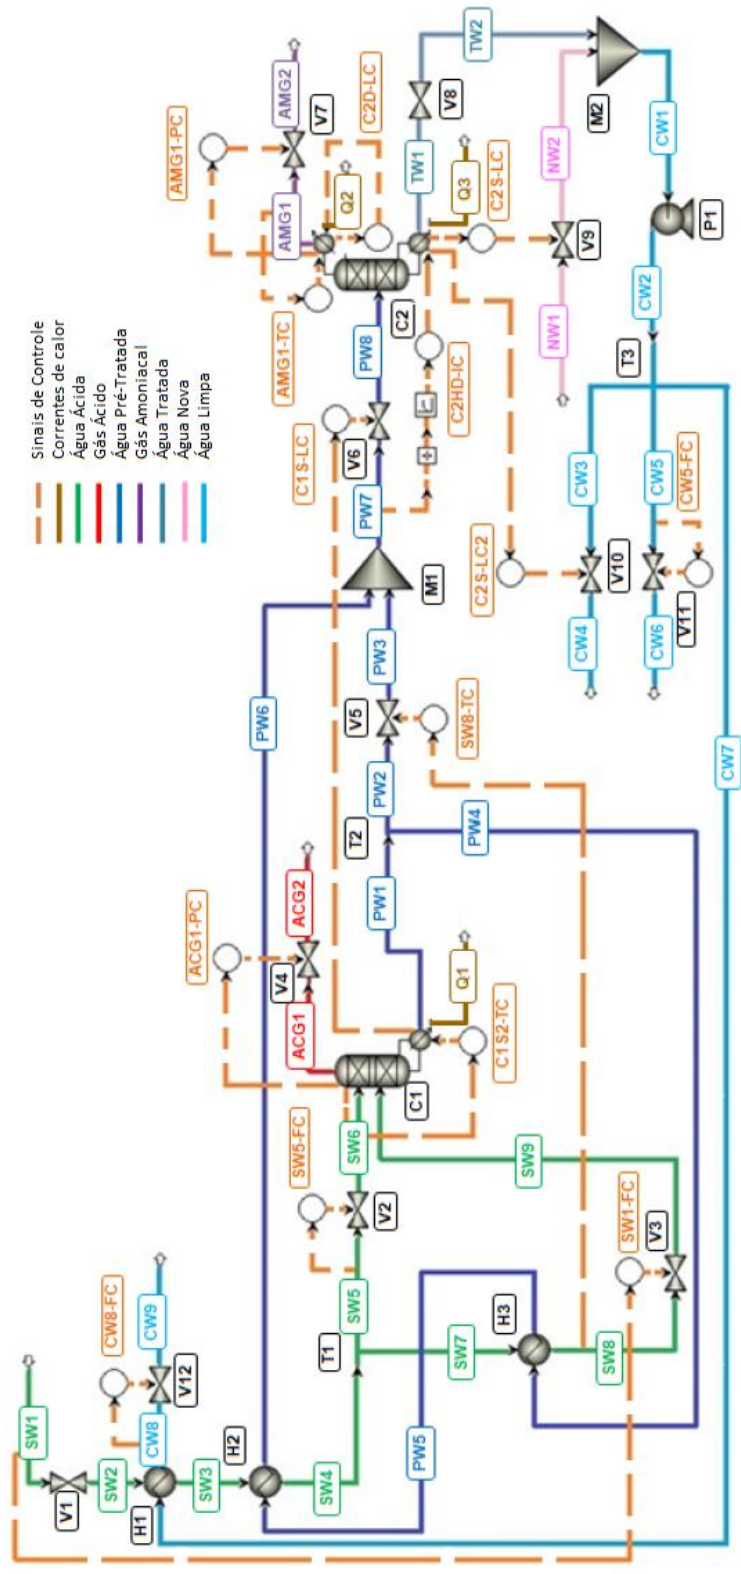 Sinais de Controle
Correntes de calor
Água Ácida
Gás Ácido
Água Pré-Tratada
Gás Amoniacal
Água Tratada
Água Nova
Água Limpa
SW1
V1
SW2
H1
CW8-FC
CW8
CW9
V12
SW3
H2
SW4
T1
SW5-FC
SW5
V2
SW6
SW7
H3
PW5
SW8
SW1-FC
V3
SW9
ACG1-PC
ACG1
V4
ACG2
C1
C1S2-TC
Q1
PW1
T2
PW2
PW4
V5
SW8-TC
PW3
PW6
M1
PW7
C1S-LC
V6
PW8
C2HD-IC
C2
AMG1-TC
AMG1-PC
AMG1
V7
AMG2
Q2
C2D-LC
TW1
V8
TW2
Q3
C2S-LC
NW1
V9
NW2
M2
CW1
P1
CW2
T3
CW3
C2S-LC2
V10
CW4
CW5
CW5-FC
V11
CW6
CW7